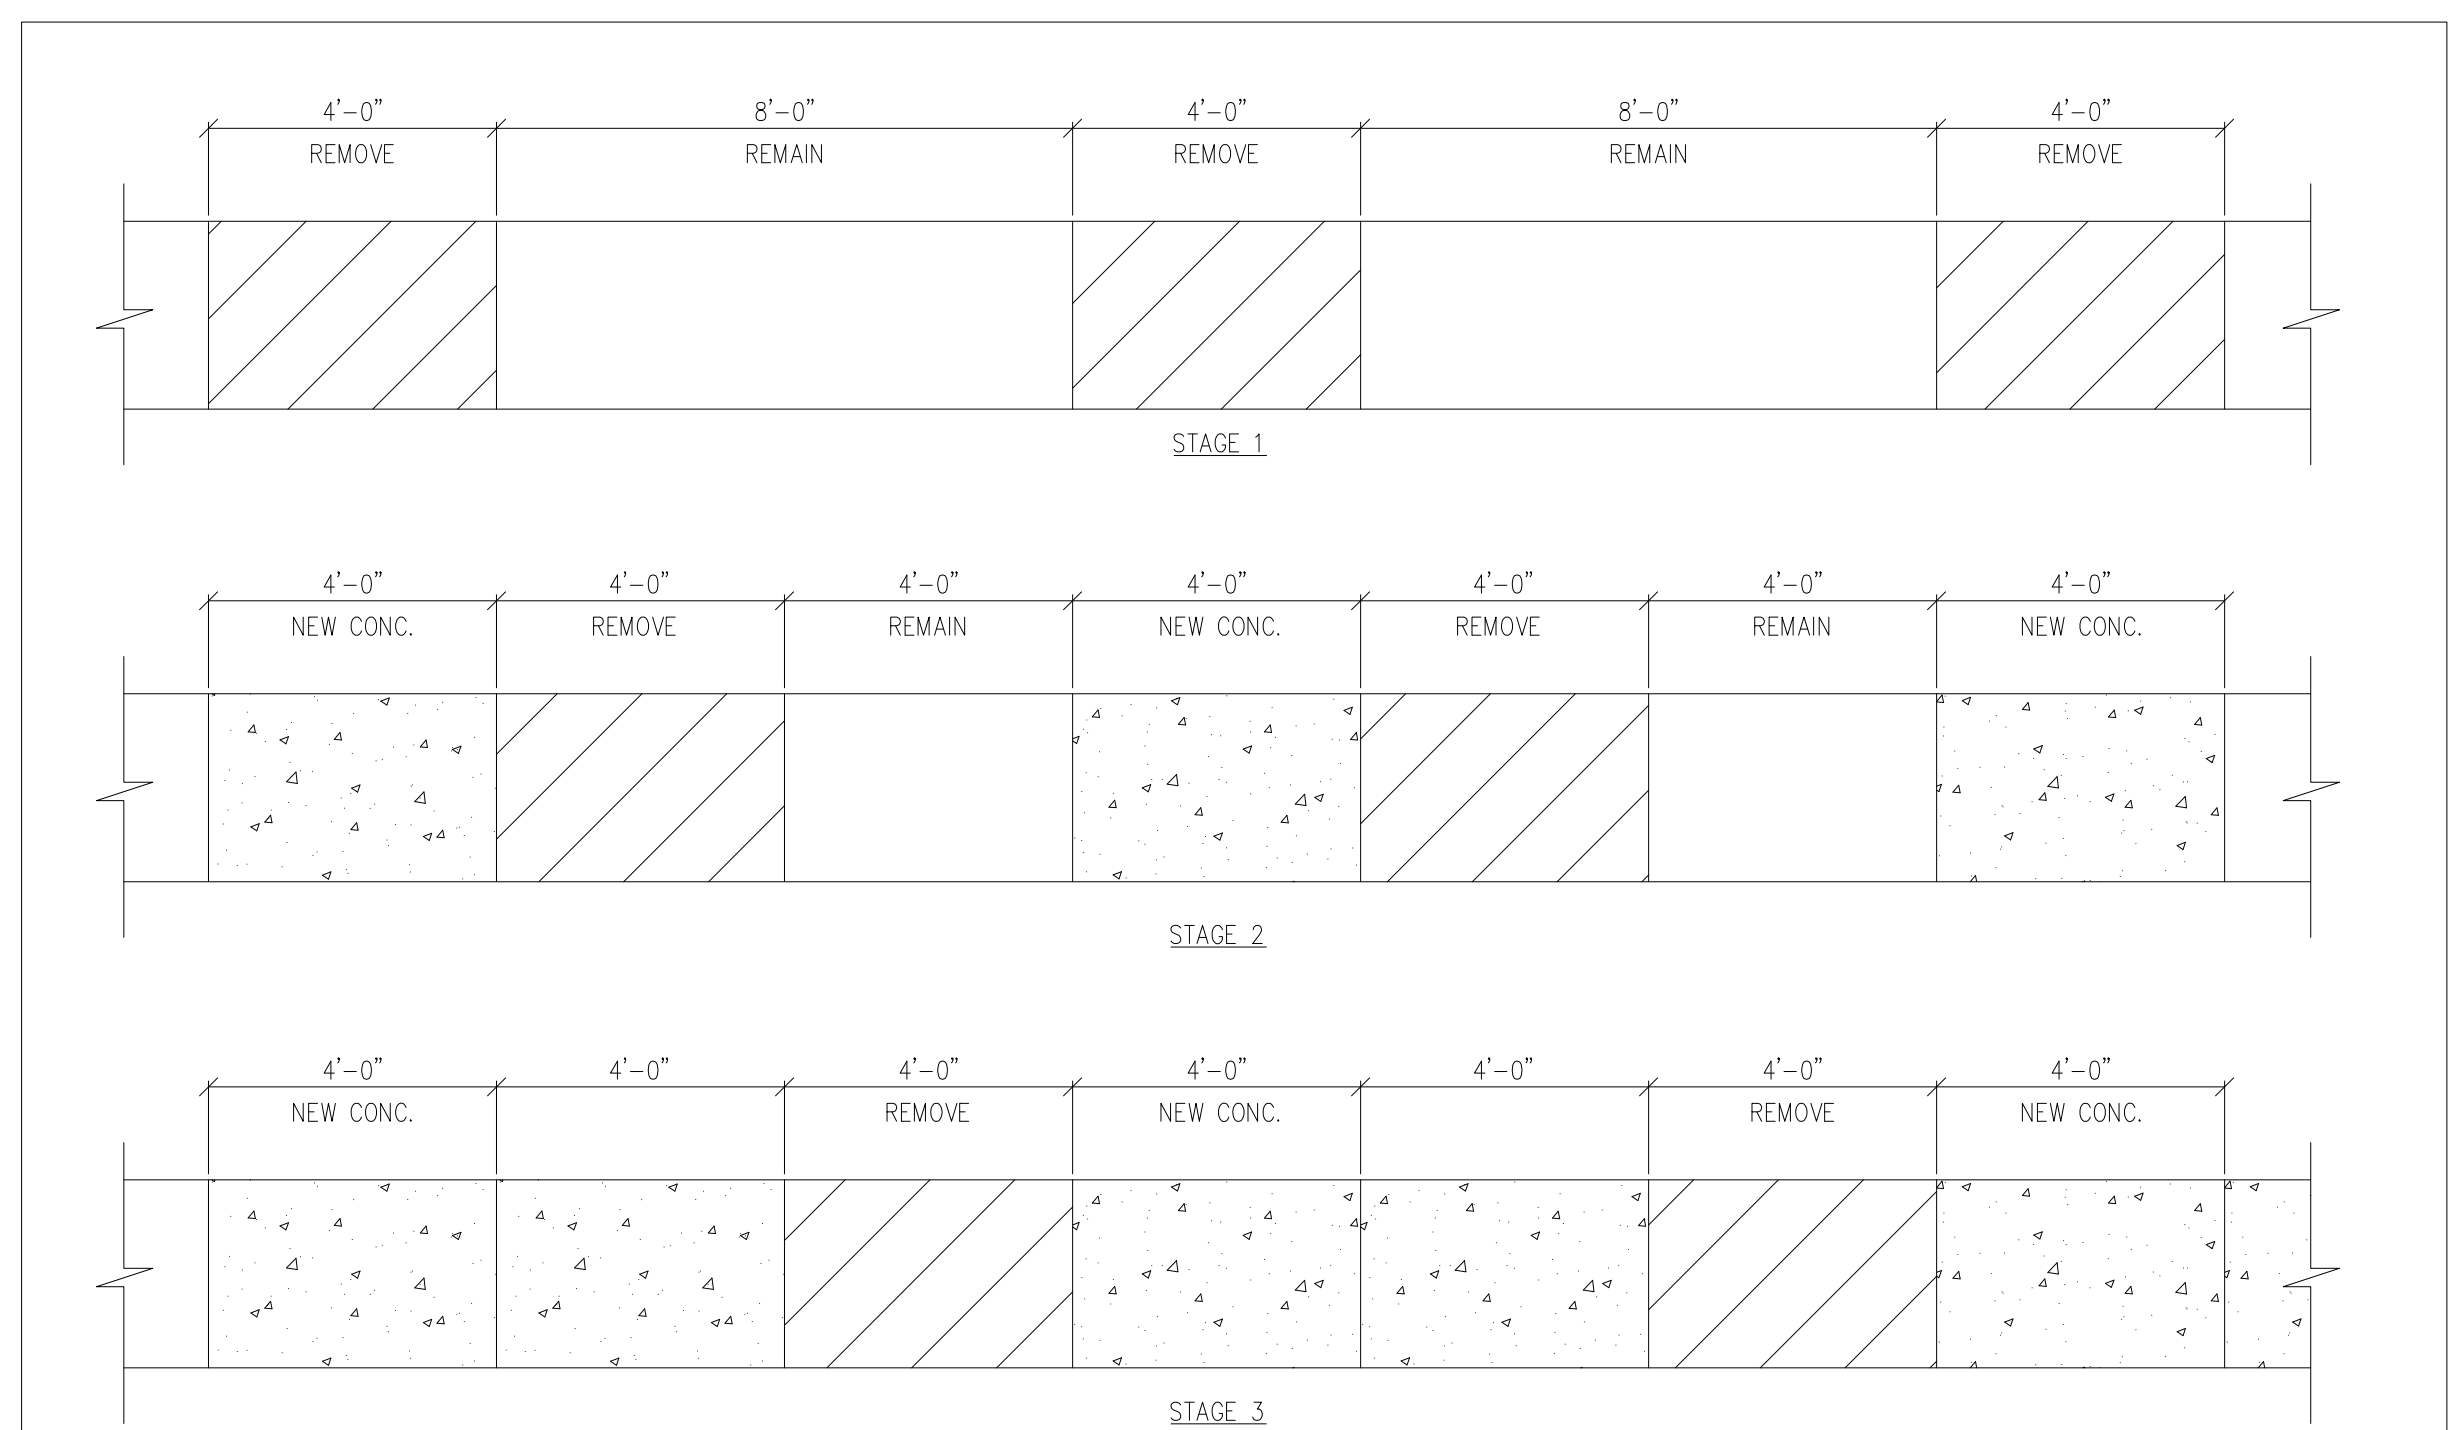 4'-0" 8'-0" 4'-0" 8'-0" 4'-0"
REMOVE REMAIN REMOVE REMAIN REMOVE
STAGE 1
4'-0" 4'-0" 4'-0" 4'-0" 4'-0" 4'-0" 4'-0"
NEW CONC. REMOVE REMAIN NEW CONC. REMOVE REMAIN NEW CONC.
STAGE 2
4'-0" 4'-0" 4'-0" 4'-0" 4'-0" 4'-0" 4'-0"
NEW CONC. REMOVE NEW CONC. REMOVE NEW CONC.
STAGE 3